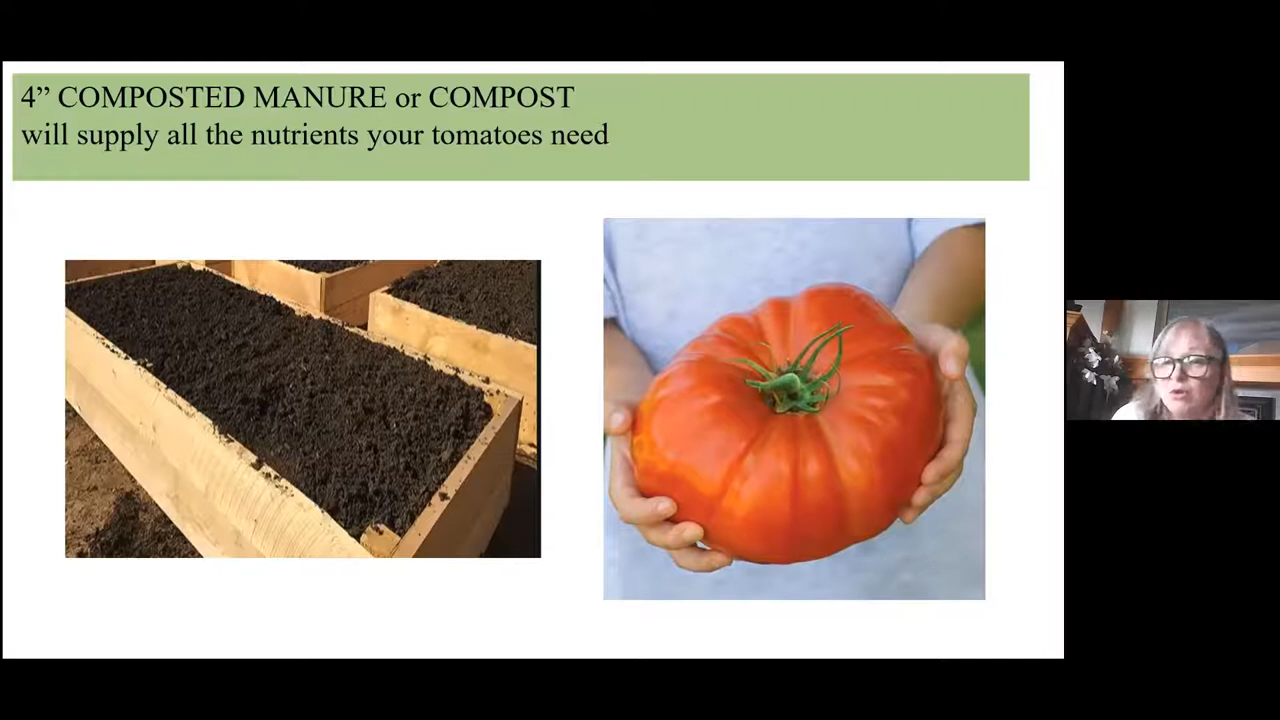 4” COMPOSTED MANURE or COMPOST
will supply all the nutrients your tomatoes need